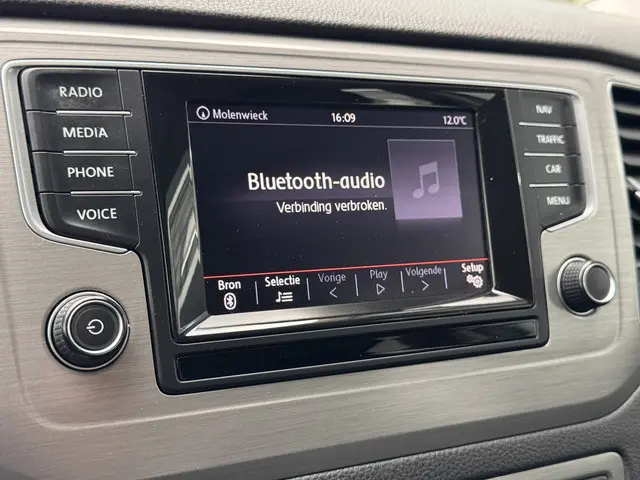 RADIO
MEDIA
PHONE
VOICE
Molenwieck 16:09 12.0°C
Bluetooth-audio
Verbinding verbroken.
Bron Selectie Vorige Play Volgende Setup
NAV
TRAFFIC
CAR
MENU